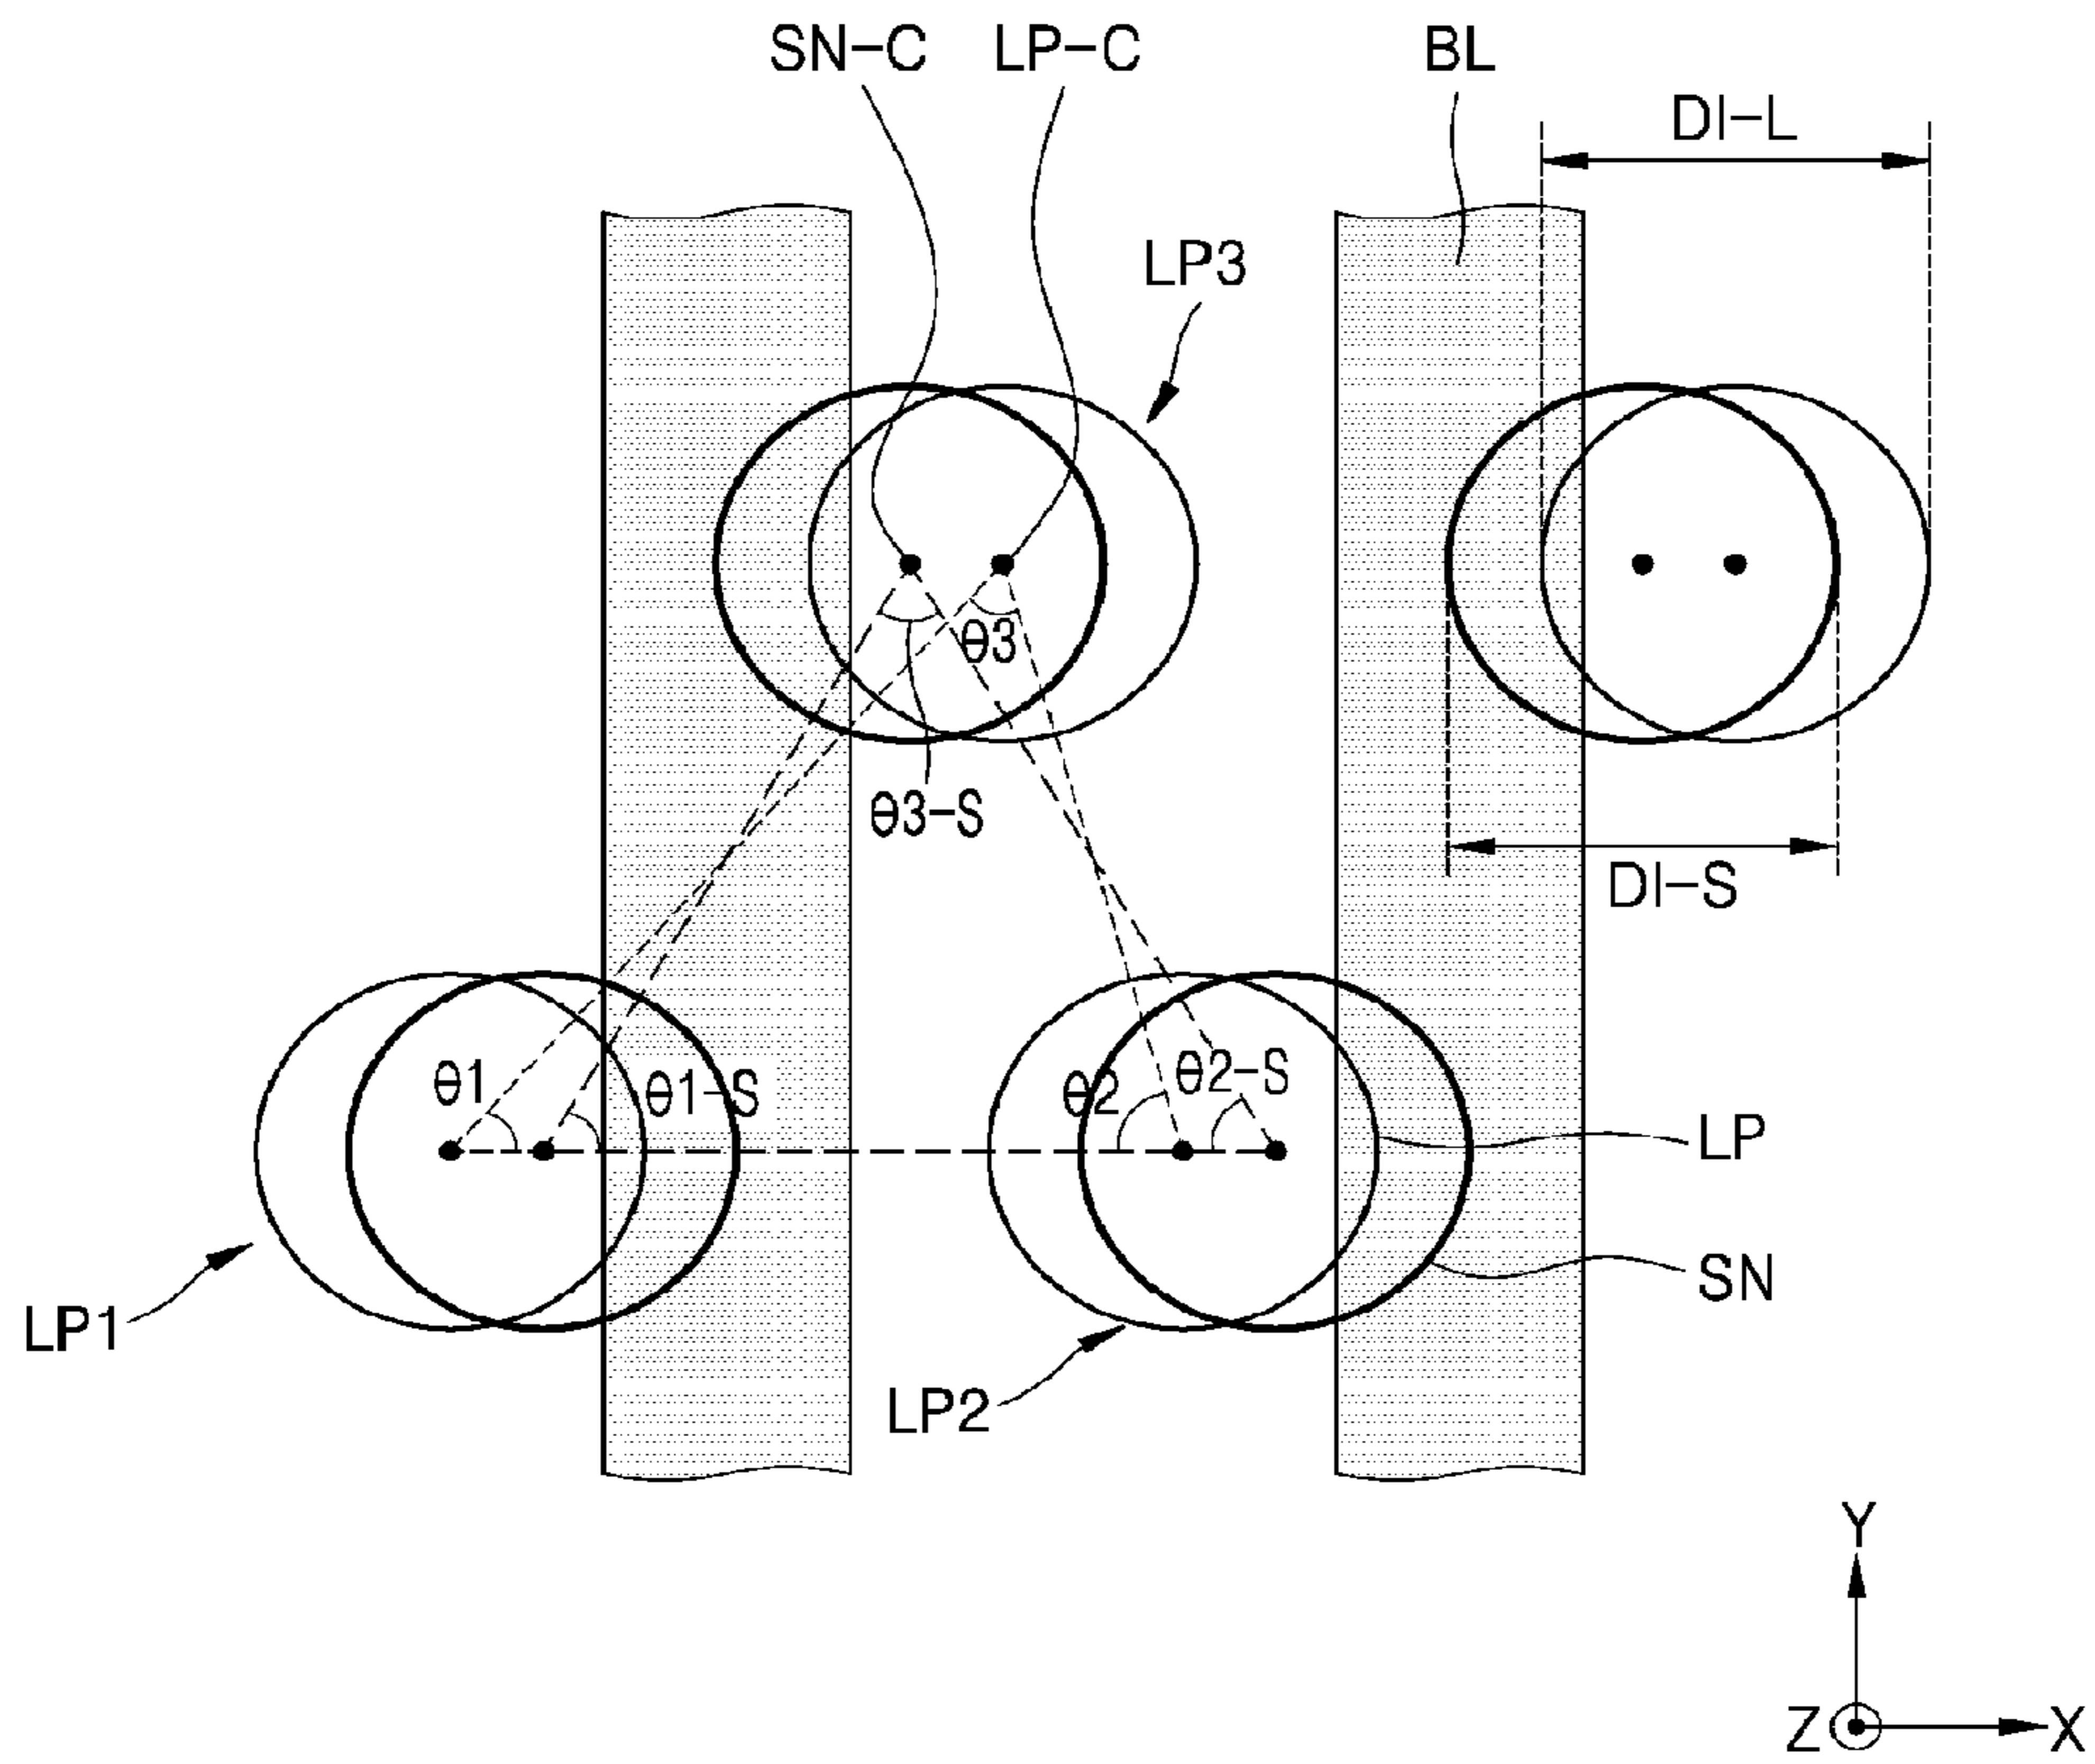 SN-C LP-C BL
DI-L
LP3
θ3
θ3-S
DI-S
θ1 θ1-S θ2 θ2-S
LP
SN
LP1
LP2
Y
Z X